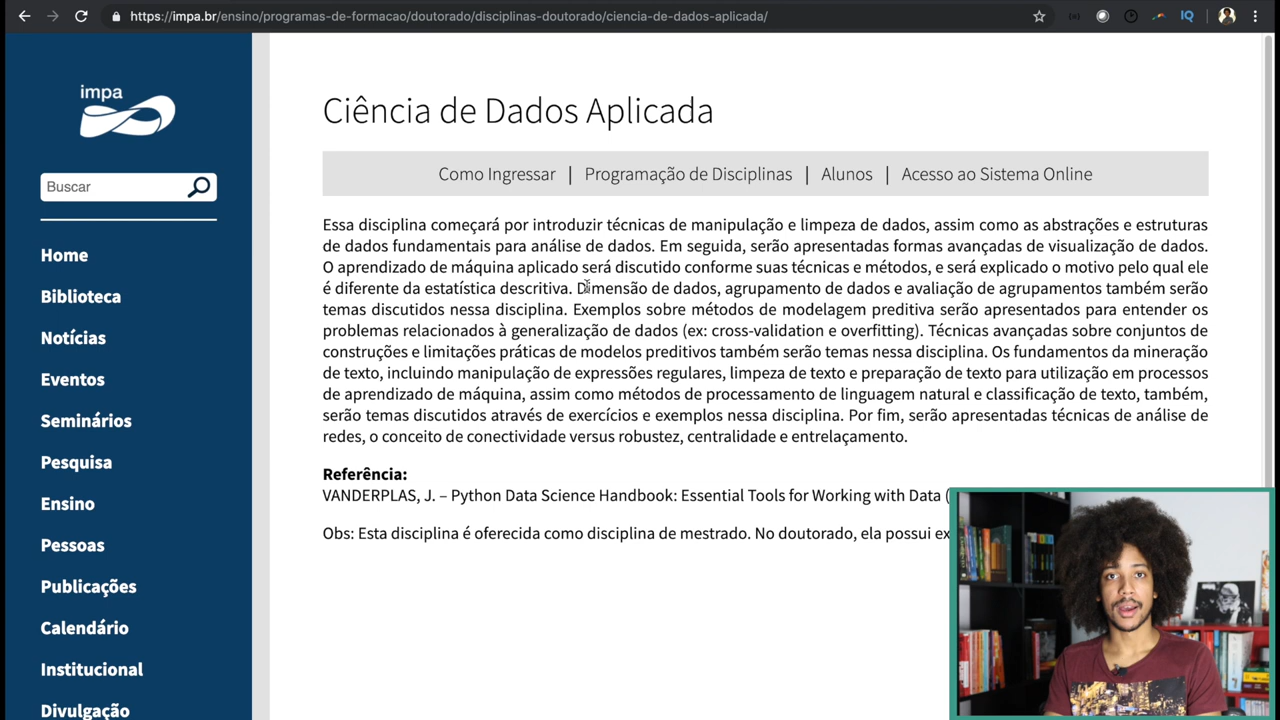 https://impa.br/ensino/programas-de-formacao/doutorado/disciplinas-doutorado/ciencia-de-dados-aplicada/
IQ
impa
Buscar
Home
Biblioteca
Notícias
Eventos
Seminários
Pesquisa
Ensino
Pessoas
Publicações
Calendário
Institucional
Divulgação
Ciência de Dados Aplicada
Como Ingressar | Programação de Disciplinas | Alunos | Acesso ao Sistema Online
Essa disciplina começará por introduzir técnicas de manipulação e limpeza de dados, assim como as abstrações e estruturas
de dados fundamentais para análise de dados. Em seguida, serão apresentadas formas avançadas de visualização de dados.
O aprendizado de máquina aplicado será discutido conforme suas técnicas e métodos, e será explicado o motivo pelo qual ele
é diferente da estatística descritiva. Dimensão de dados, agrupamento de dados e avaliação de agrupamentos também serão
temas discutidos nessa disciplina. Exemplos sobre métodos de modelagem preditiva serão apresentados para entender os
problemas relacionados à generalização de dados (ex: cross-validation e overfitting). Técnicas avançadas sobre conjuntos de
construções e limitações práticas de modelos preditivos também serão temas nessa disciplina. Os fundamentos da mineração
de texto, incluindo manipulação de expressões regulares, limpeza de texto e preparação de texto para utilização em processos
de aprendizado de máquina, assim como métodos de processamento de linguagem natural e classificação de texto, também,
serão temas discutidos através de exercícios e exemplos nesa disciplina. Por fim, serão apresentadas técnicas de análise de
redes, o conceito de conectividade versus robustez, centralidade e entrelaçamento.
Referência:
VANDERPLAS, J. – Python Data Science Handbook: Essential Tools for Working with Data (
Obs: Esta disciplina é oferecida como disciplina de mestrado. No doutorado, ela possui ex